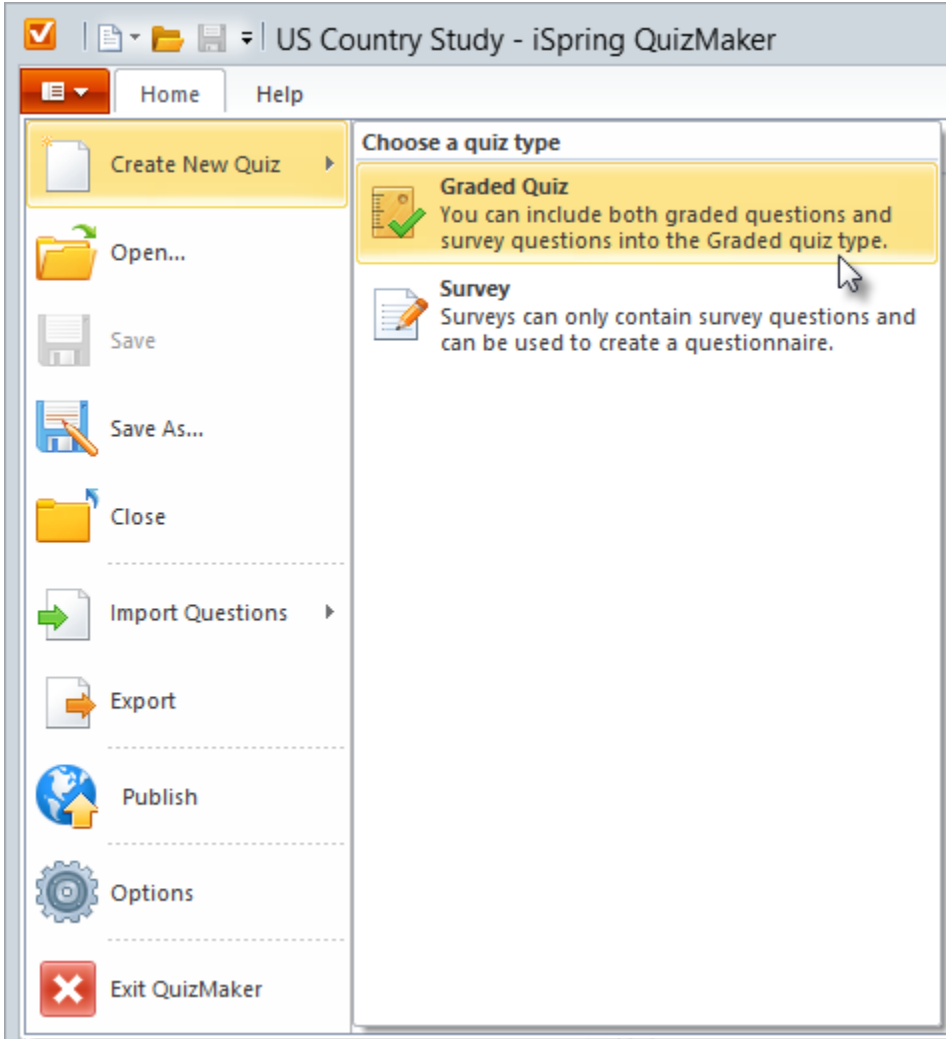 US Country Study - iSpring QuizMaker
Home Help
Create New Quiz
Open...
Save
Save As...
Close
Import Questions
Export
Publish
Options
Exit QuizMaker
Choose a quiz type
Graded Quiz
You can include both graded questions and
survey questions into the Graded quiz type.
Survey
Surveys can only contain survey questions and
can be used to create a questionnaire.